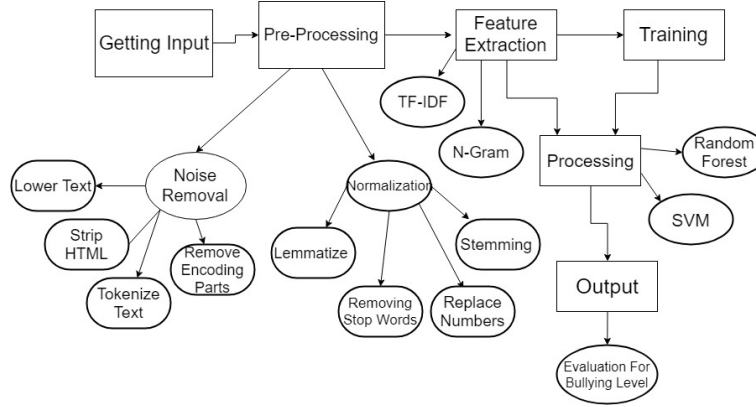 Getting Input
Pre-Processing
Feature
Extraction
Training
TF-IDF
N-Gram
Processing
Random
Forest
SVM
Noise
Removal
Normalization
Lower Text
Strip
HTML
Remove
Encoding
Parts
Tokenize
Text
Lemmatize
Stemming
Removing
Stop Words
Replace
Numbers
Output
Evaluation For
Bullying Level